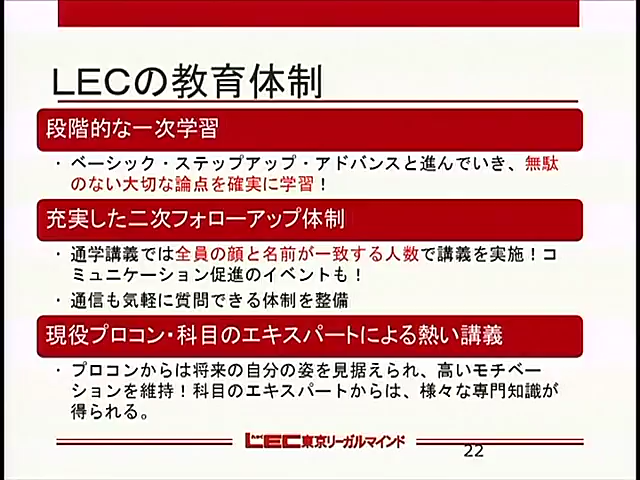 LECの教育体制
段階的な一次学習
・ ベーシック・ステップアップ・アドバンスと進んでいき、無駄
のない大切な論点を確実に学習！
充実した二次フォローアップ体制
・ 通学講義では全員の顔と名前が一致する人数で講義を実施！コ
ミュニケーション促進のイベントも！
・ 通信も気軽に質問できる体制を整備
現役プロコン・科目のエキスパートによる熱い講義
・ プロコンからは将来の自分の姿を見据えられ、高いモチベー
ションを維持！科目のエキスパートからは、様々な専門知識が
得られる。
LEC東京リーガルマインド
22